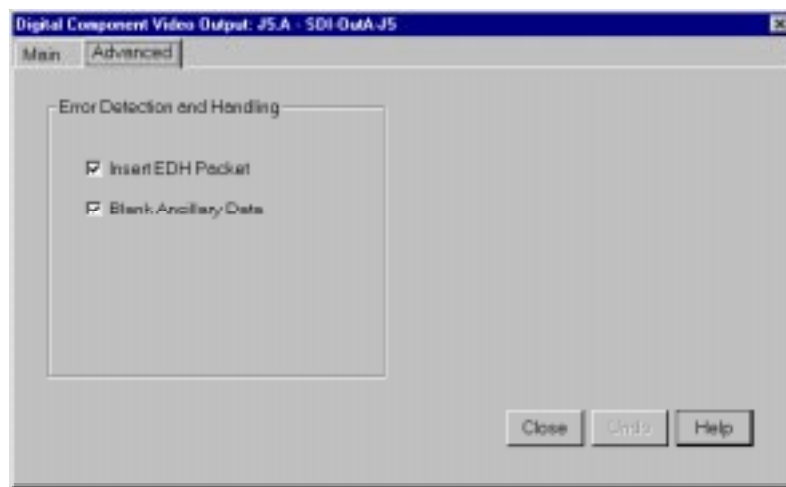 Digital Component Video Output: J5.A - SDI-OutA-J5
Main Advanced
Error Detection and Handling
Insert EDH Packet
Blank Ancillary Data
Close Undo Help